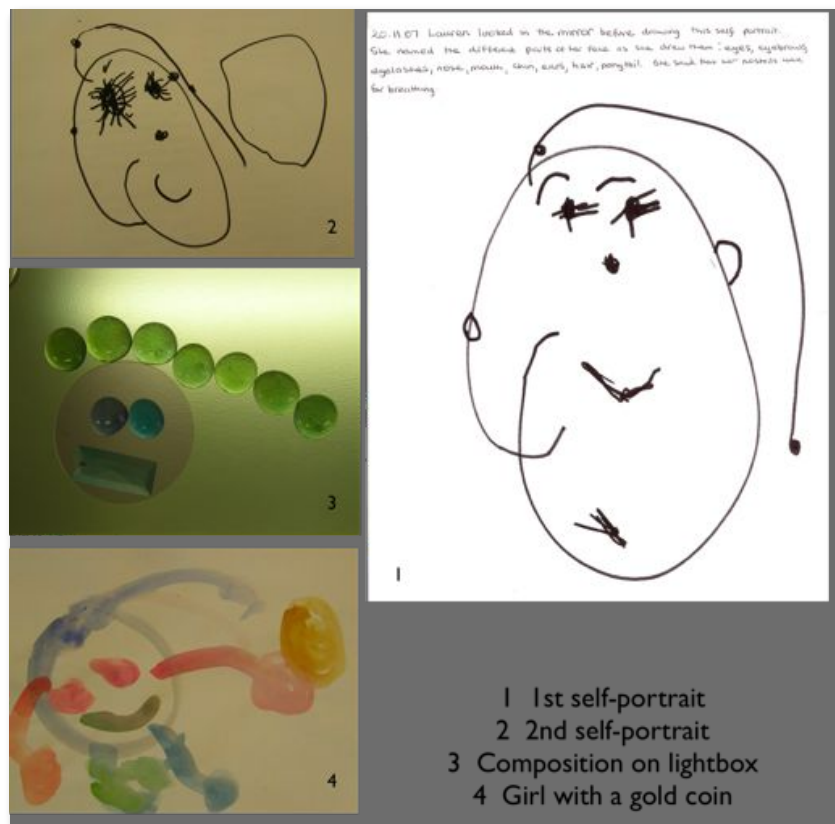 20.11.07 Lauren looked in the mirror before drawing this self portrait.
She named the different parts of her face as she drew them: eyes, eyebrows,
eyelashes, nose, mouth, chin, ears, hair, ponytail. She said her nostrils were
for breathing
2
3
1
4
1 1st self-portrait
2 2nd self-portrait
3 Composition on lightbox
4 Girl with a gold coin